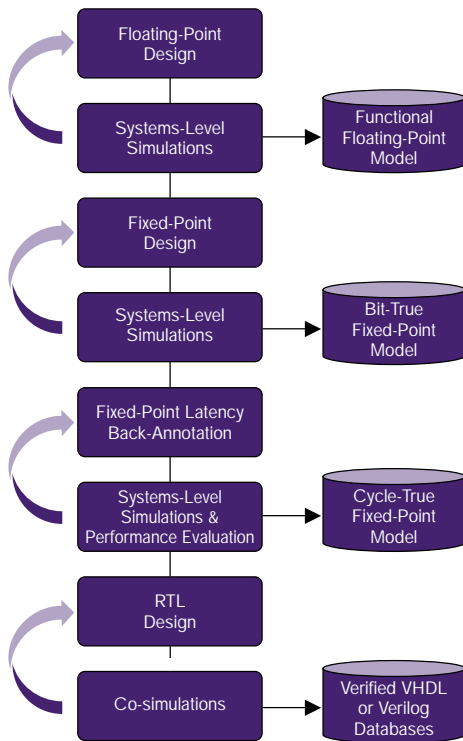 Floating-Point
Design
Systems-Level
Simulations
Functional
Floating-Point
Model
Fixed-Point
Design
Systems-Level
Simulations
Bit-True
Fixed-Point
Model
Fixed-Point Latency
Back-Annotation
Systems-Level
Simulations &
Performance Evaluation
Cycle-True
Fixed-Point
Model
RTL
Design
Co-simulations
Verified VHDL
or Verilog
Databases